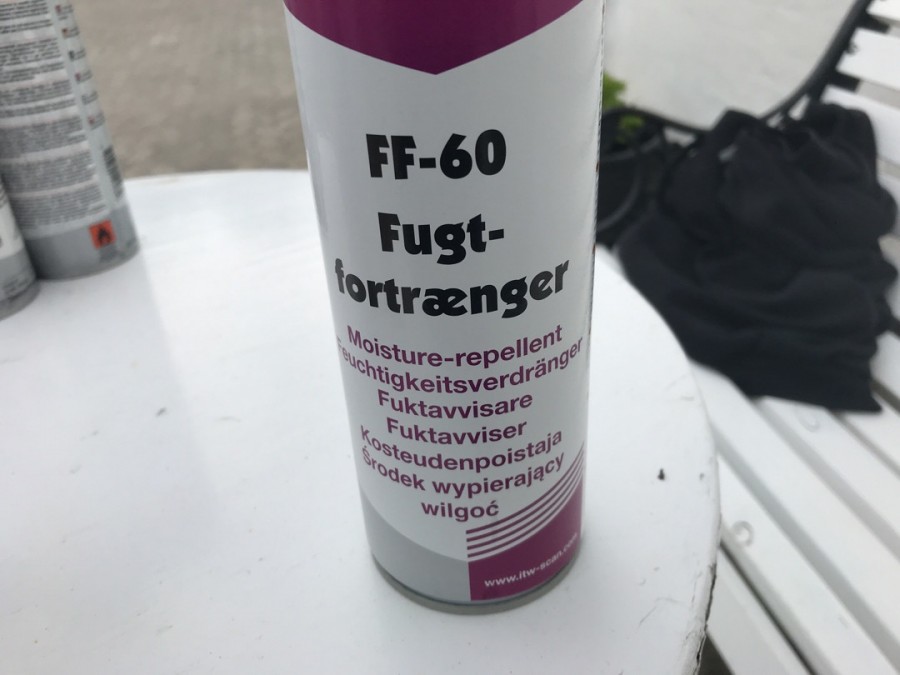 FF-60
Fugt-
fortrænger
Moisture-repellent
Feuchtigkeitsverdränger
Fuktavvisare
Fuktavviser
Kosteudenpoistaja
Środek wypierający
wilgoć
www.itw-scan.com